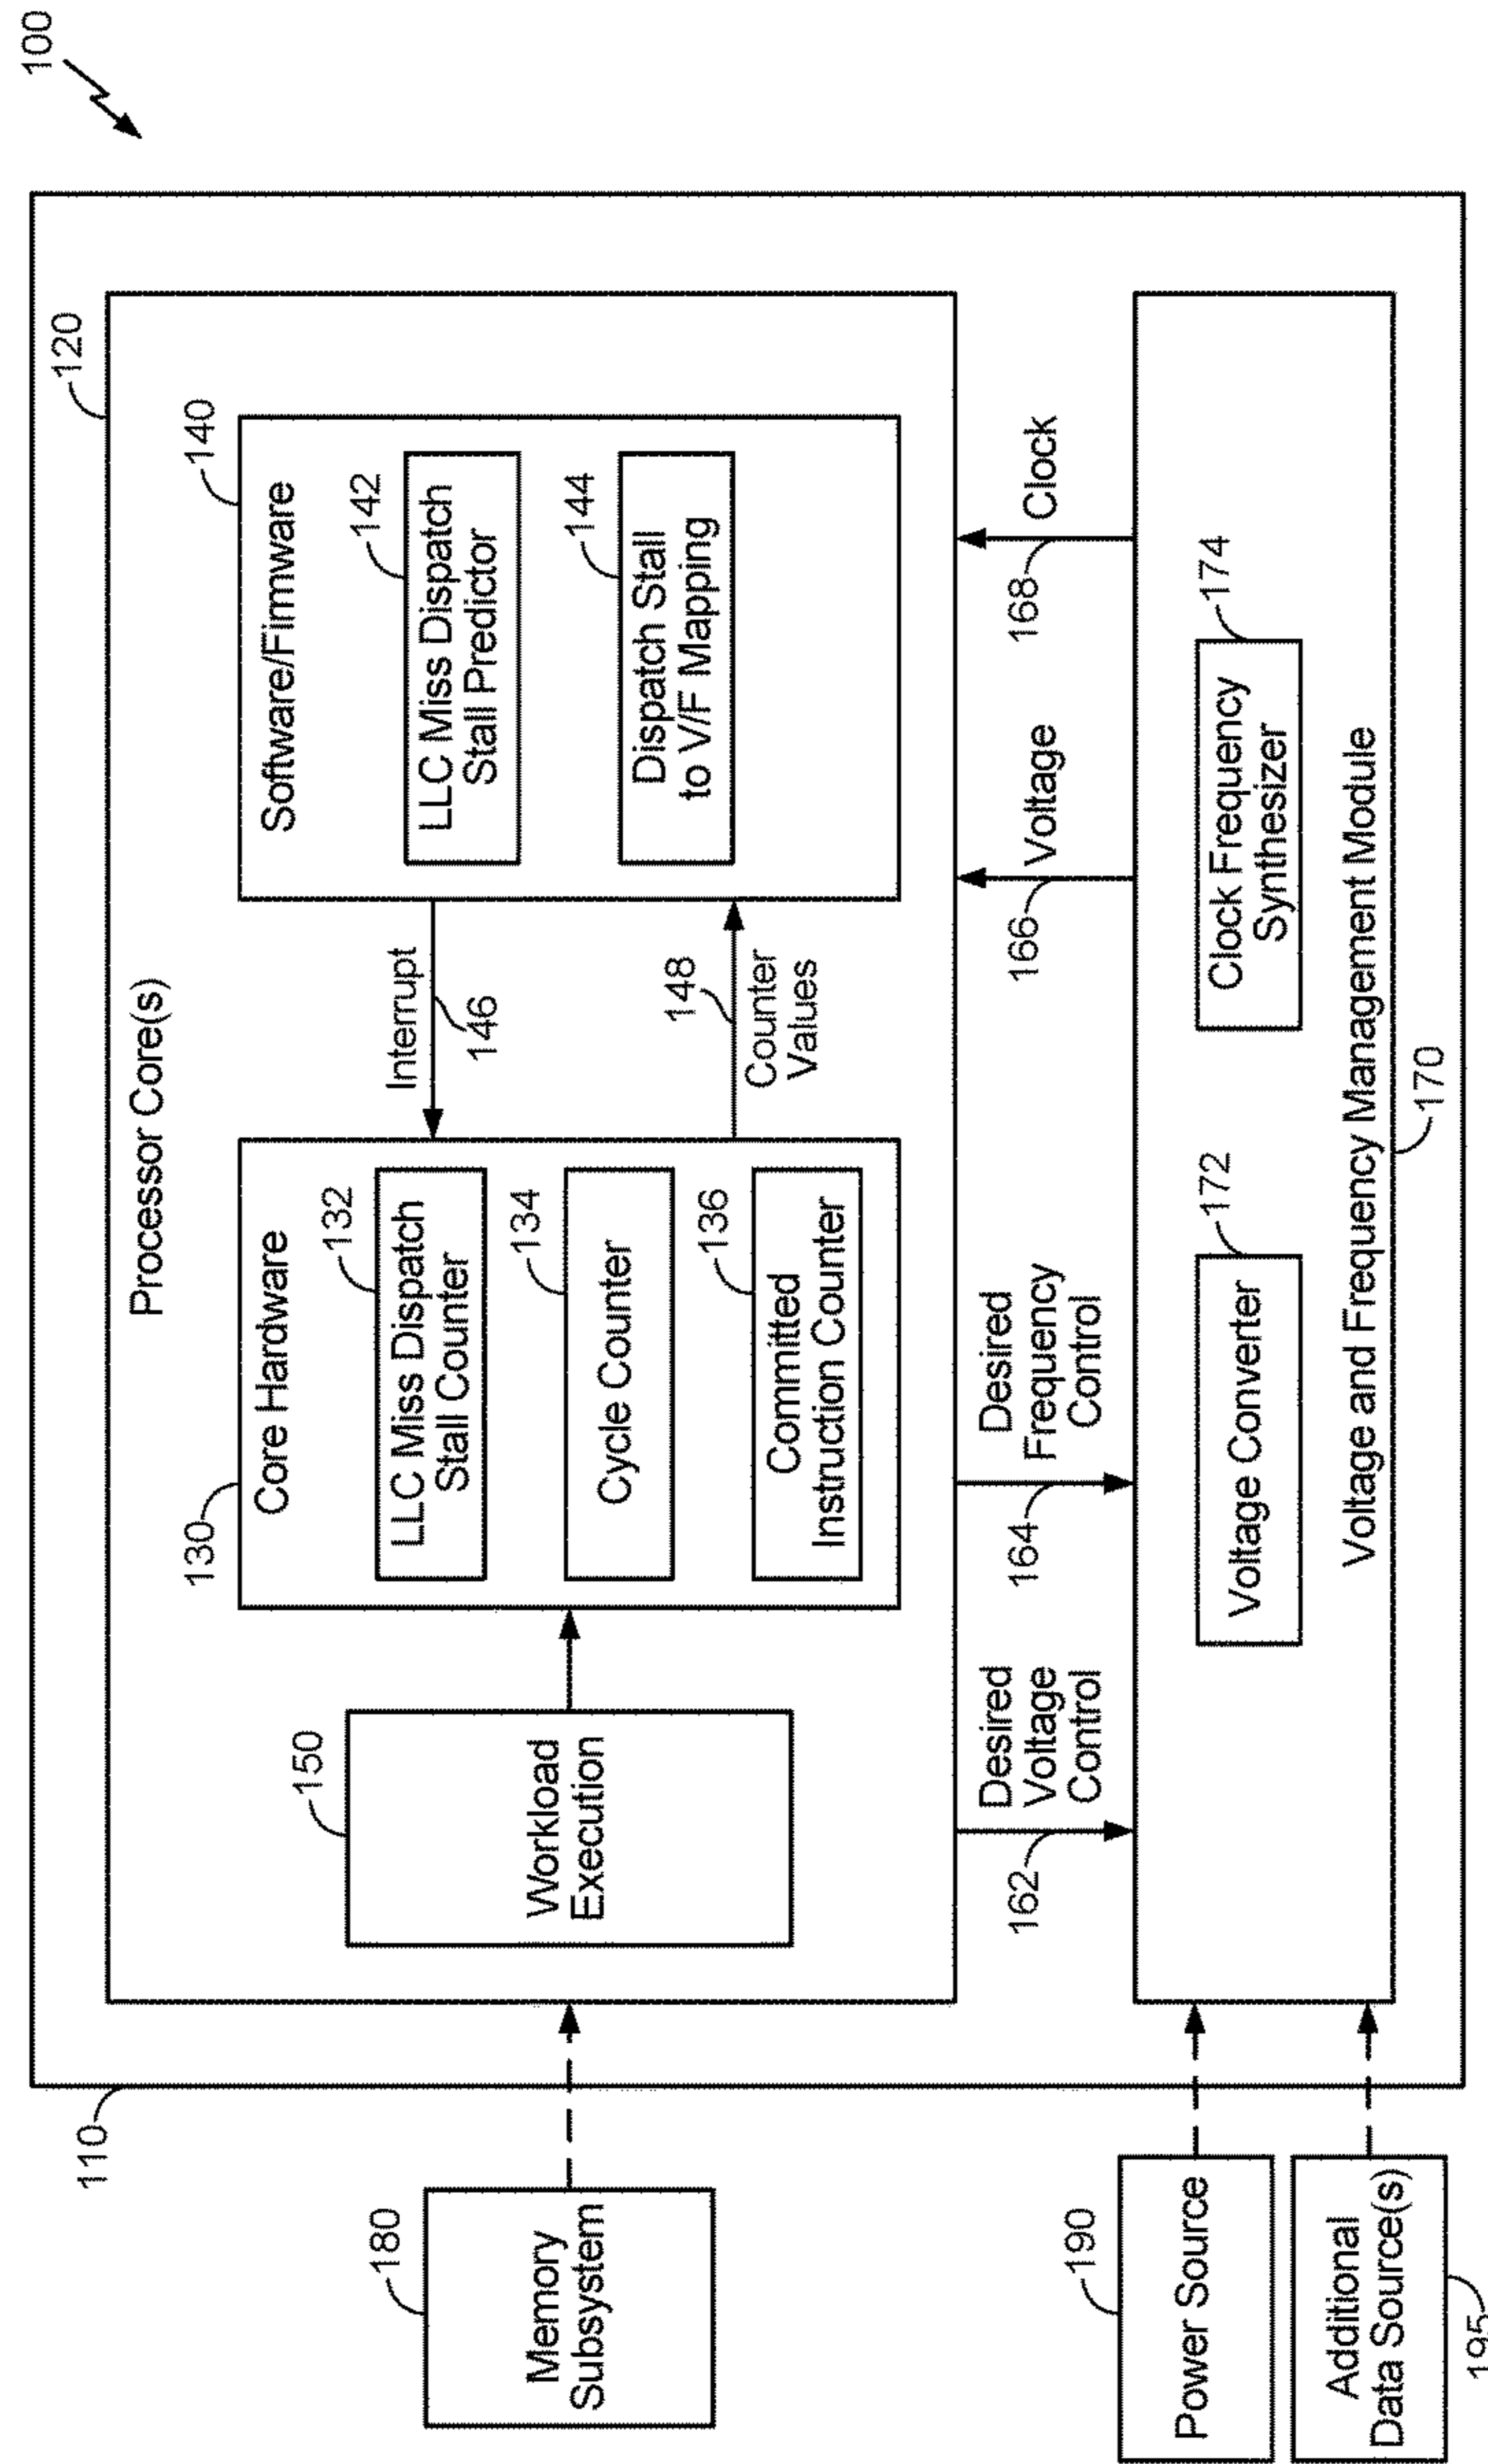 100
110
120
Processor Core(s)
130
Core Hardware
132
LLC Miss Dispatch
Stall Counter
134
Cycle Counter
136
Committed
Instruction Counter
140
Software/Firmware
142
LLC Miss Dispatch
Stall Predictor
144
Dispatch Stall
to V/F Mapping
Interrupt
146
148
Counter
Values
150
Workload
Execution
180
Memory
Subsystem
162
Desired
Voltage
Control
164
Desired
Frequency
Control
166
Voltage
168
Clock
172
Voltage Converter
174
Clock Frequency
Synthesizer
Voltage and Frequency Management Module
170
190
Power Source
Additional
Data Source(s)
195